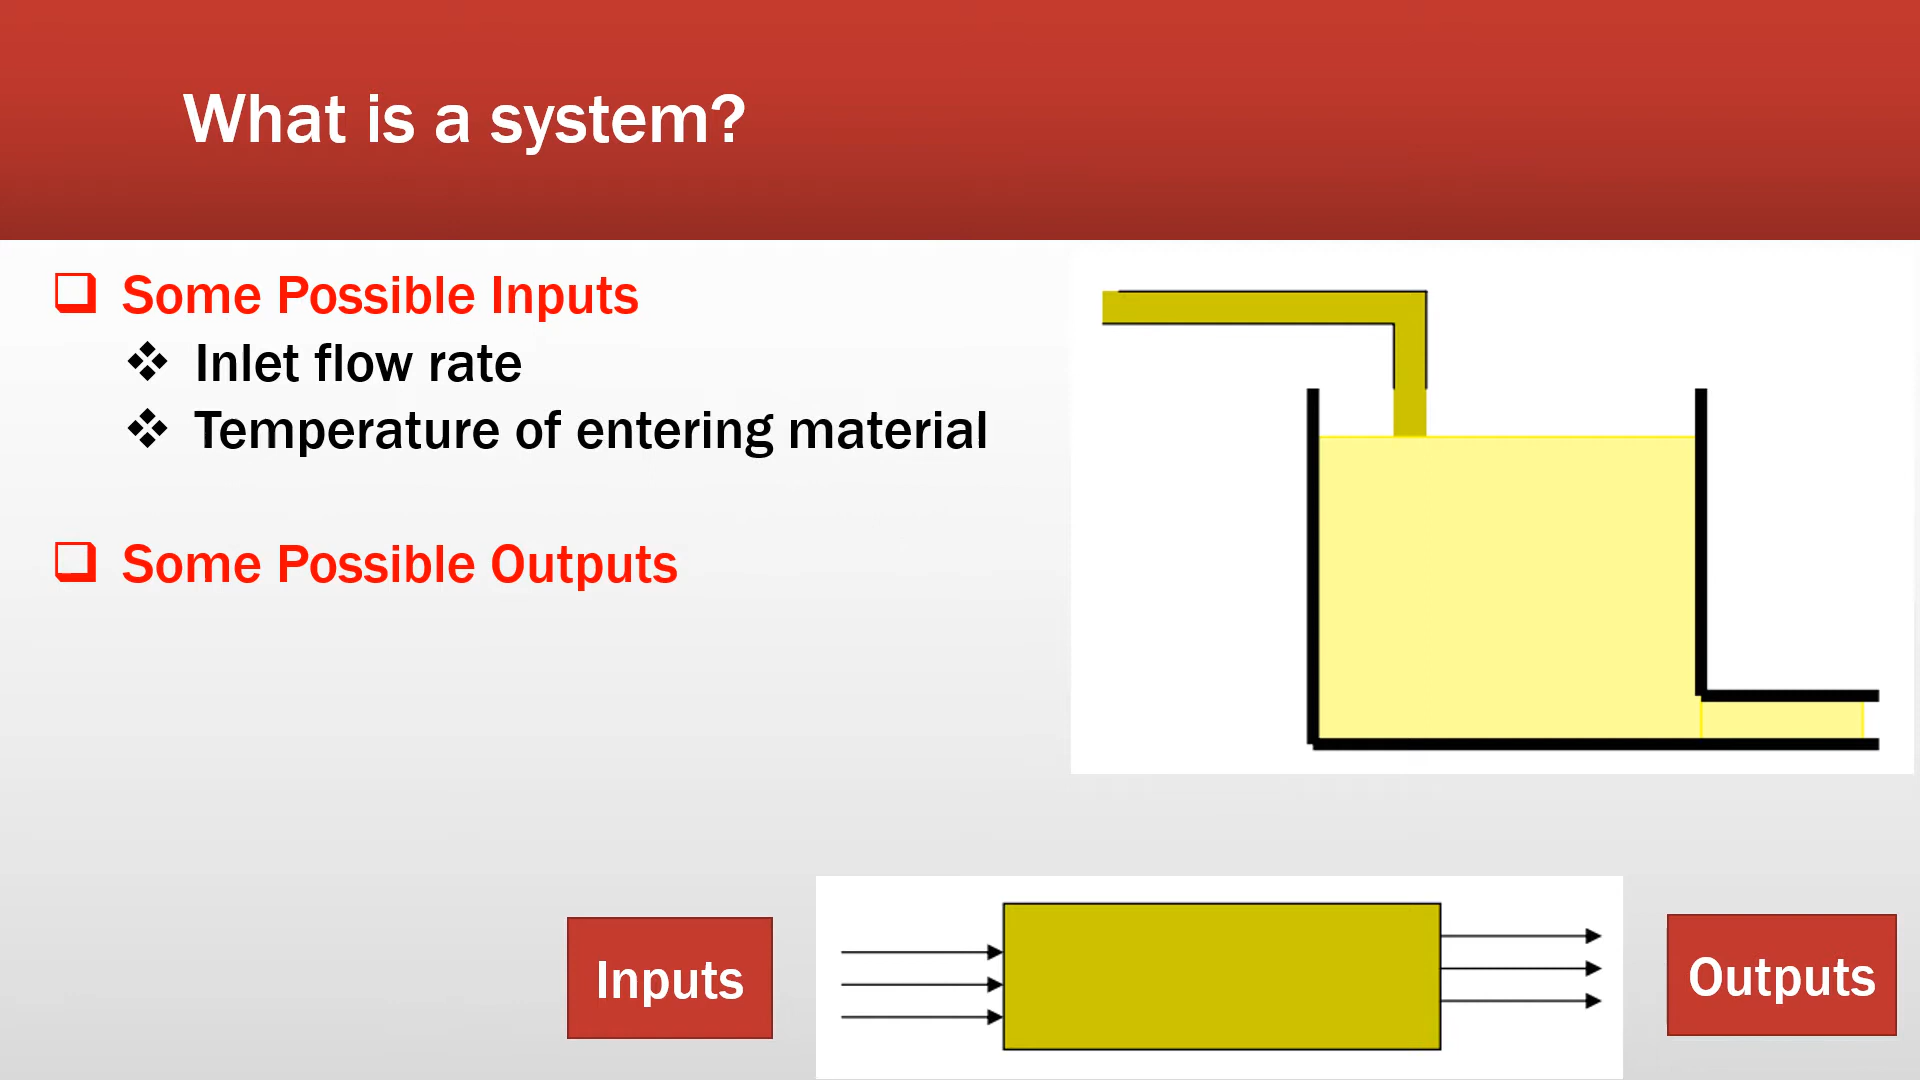 What is a system?
Some Possible Inputs
Inlet flow rate
Temperature of entering material
Some Possible Outputs
Inputs
Outputs